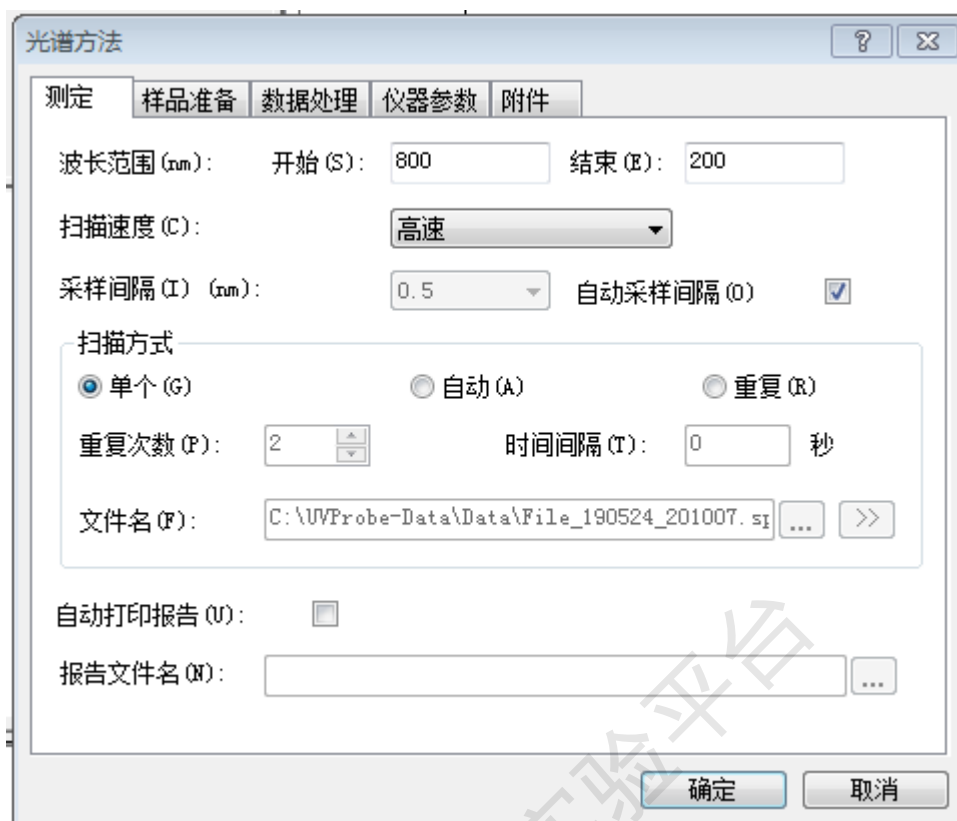 光谱方法
测定 样品准备 数据处理 仪器参数 附件
波长范围(nm): 开始(S): 800 结束(E): 200
扫描速度(C): 高速
采样间隔(I) (nm): 0.5 自动采样间隔(O)
扫描方式
单个(G) 自动(A) 重复(R)
重复次数(P): 2 时间间隔(T): 0 秒
文件名(F): C:\UVProbe-Data\Data\File_190524_201007.sp ... >>
自动打印报告(U):
报告文件名(N): ...
确定 取消
实验平台